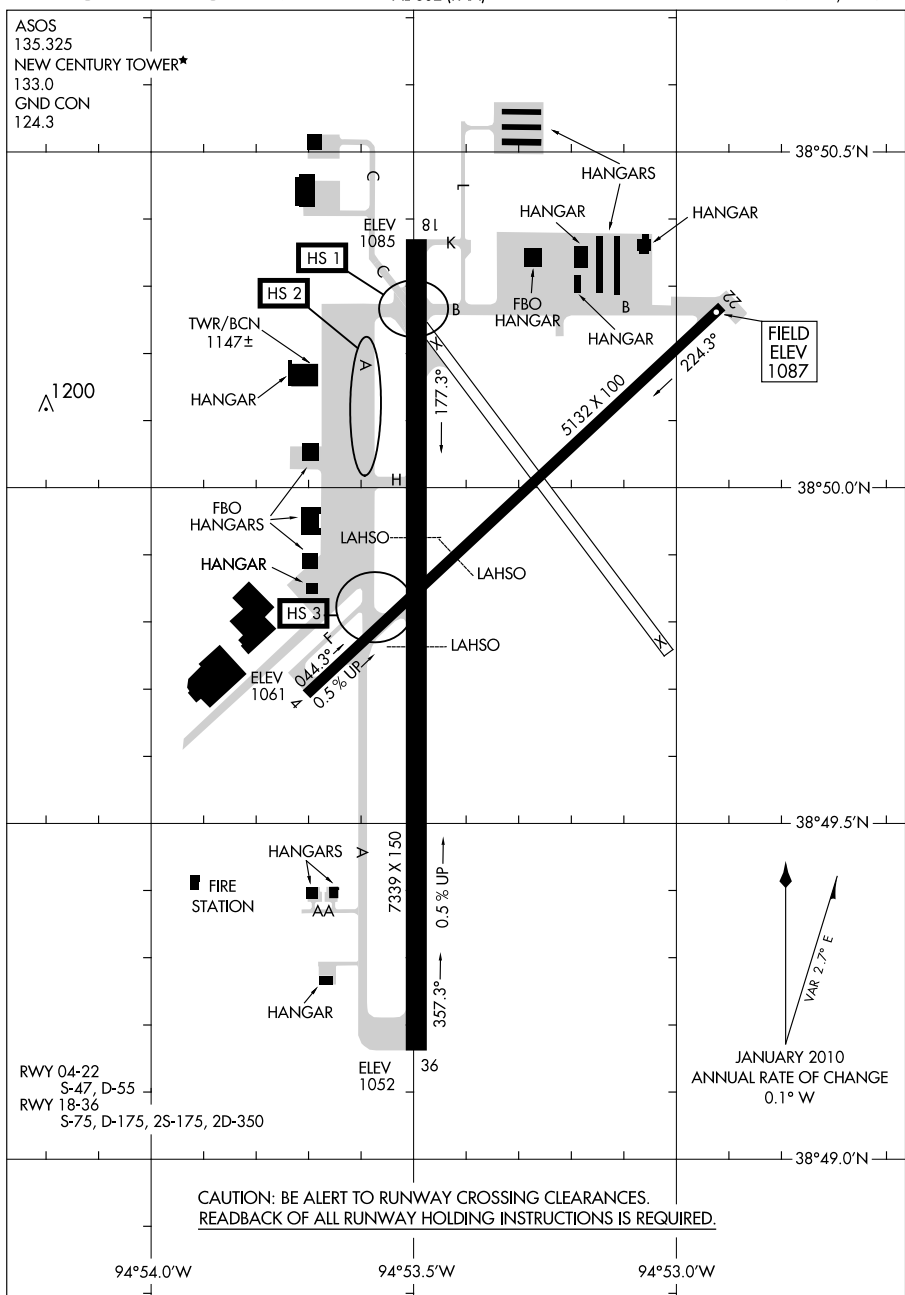 ASOS
135.325
NEW CENTURY TOWER★
133.0
GND CON
124.3
38°50.5'N
HANGARS
C
L
HANGAR
HANGAR
ELEV
1085
18
K
HS 1
C
HS 2
B
FBO
HANGAR
B
22
TWR/BCN
1147±
X
HANGAR
FIELD
ELEV
1087
A
HANGAR
177.3°
224.3°
5132 X 100
1200
H
38°50.0'N
FBO
HANGARS
LAHSO
HANGAR
LAHSO
HS 3
F
X
LAHSO
044.3°
0.5 % UP
ELEV
1061
4
38°49.5'N
HANGARS
A
7339 X 150
0.5 % UP
FIRE
STATION
AA
VAR 2.7° E
357.3°
HANGAR
ELEV
1052
36
JANUARY 2010
ANNUAL RATE OF CHANGE
0.1° W
RWY 04-22
S-47, D-55
RWY 18-36
S-75, D-175, 2S-175, 2D-350
38°49.0'N
CAUTION: BE ALERT TO RUNWAY CROSSING CLEARANCES.
READBACK OF ALL RUNWAY HOLDING INSTRUCTIONS IS REQUIRED.
94°54.0'W
94°53.5'W
94°53.0'W